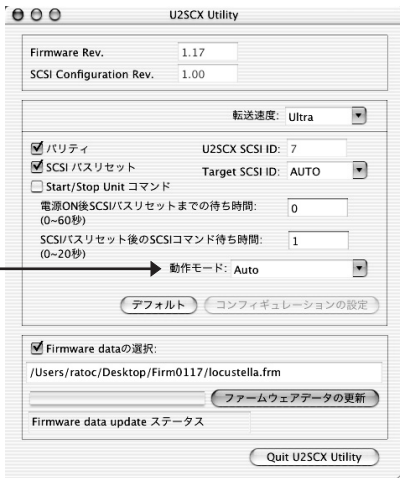 U2SCX Utility
Firmware Rev. 1.17
SCSI Configuration Rev. 1.00
転送速度: Ultra
パリティ U2SCX SCSI ID: 7
SCSI バスリセット Target SCSI ID: AUTO
Start/Stop Unit コマンド
電源ON後SCSIバスリセットまでの待ち時間: 0
(0~60秒)
SCSIバスリセット後のSCSIコマンド待ち時間: 1
(0~20秒)
動作モード: Auto
デフォルト コンフィギュレーションの設定
Firmware dataの選択:
/Users/ratoc/Desktop/Firm0117/locustella.frm
ファームウェアデータの更新
Firmware data update ステータス
Quit U2SCX Utility